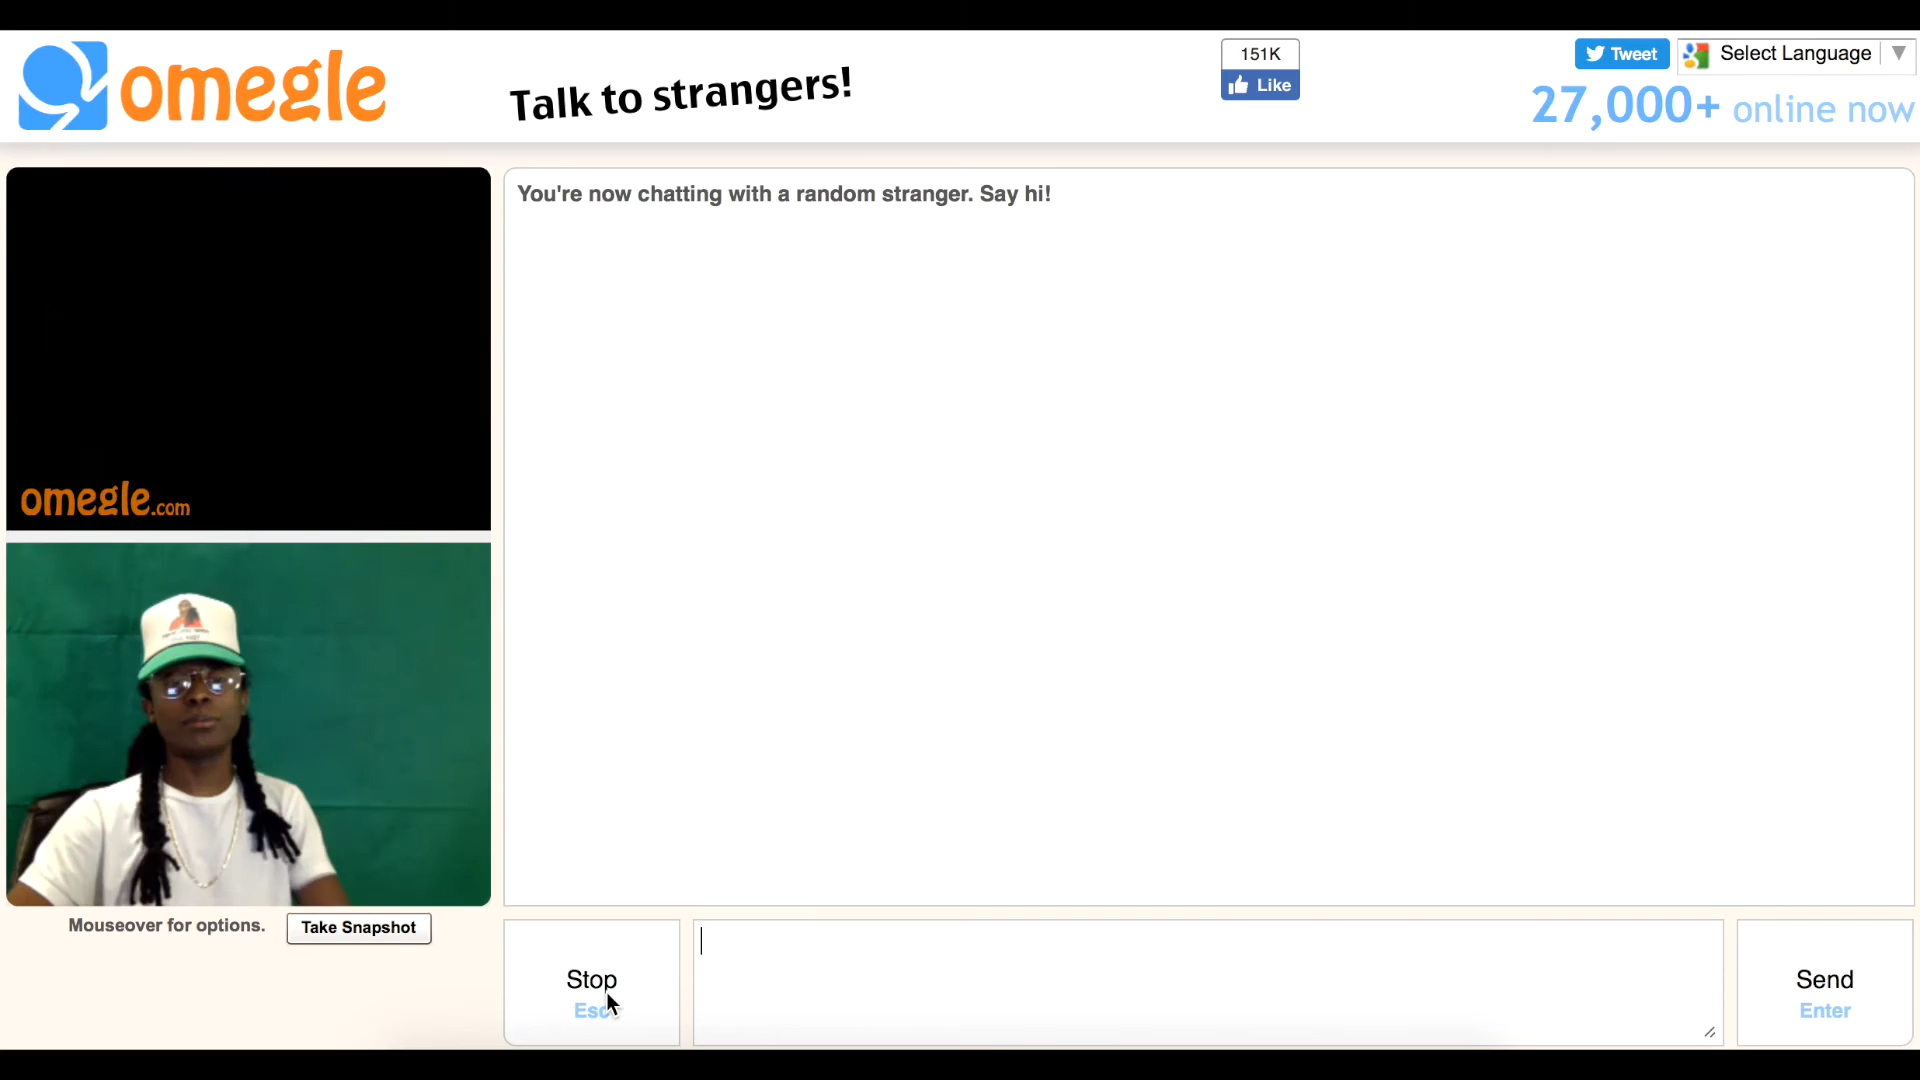 omegle
Talk to strangers!
151K
Like
Tweet
Select Language
27,000+ online now
You're now chatting with a random stranger. Say hi!
omegle.com
Mouseover for options.
Take Snapshot
Stop
Esc
Send
Enter